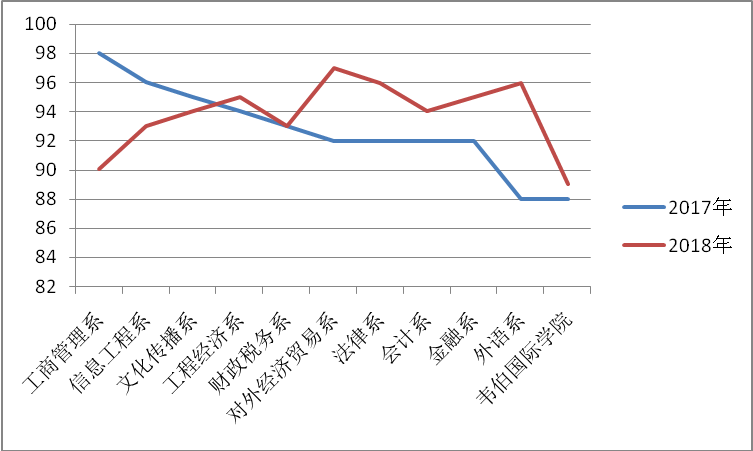 100
98
96
94
92
90
88
86
84
82
2017年
2018年
工商管理系
信息工程系
文化传播系
工程经济系
财政税务系
对外经济贸易系
法律系
会计系
金融系
外语系
韦伯国际学院